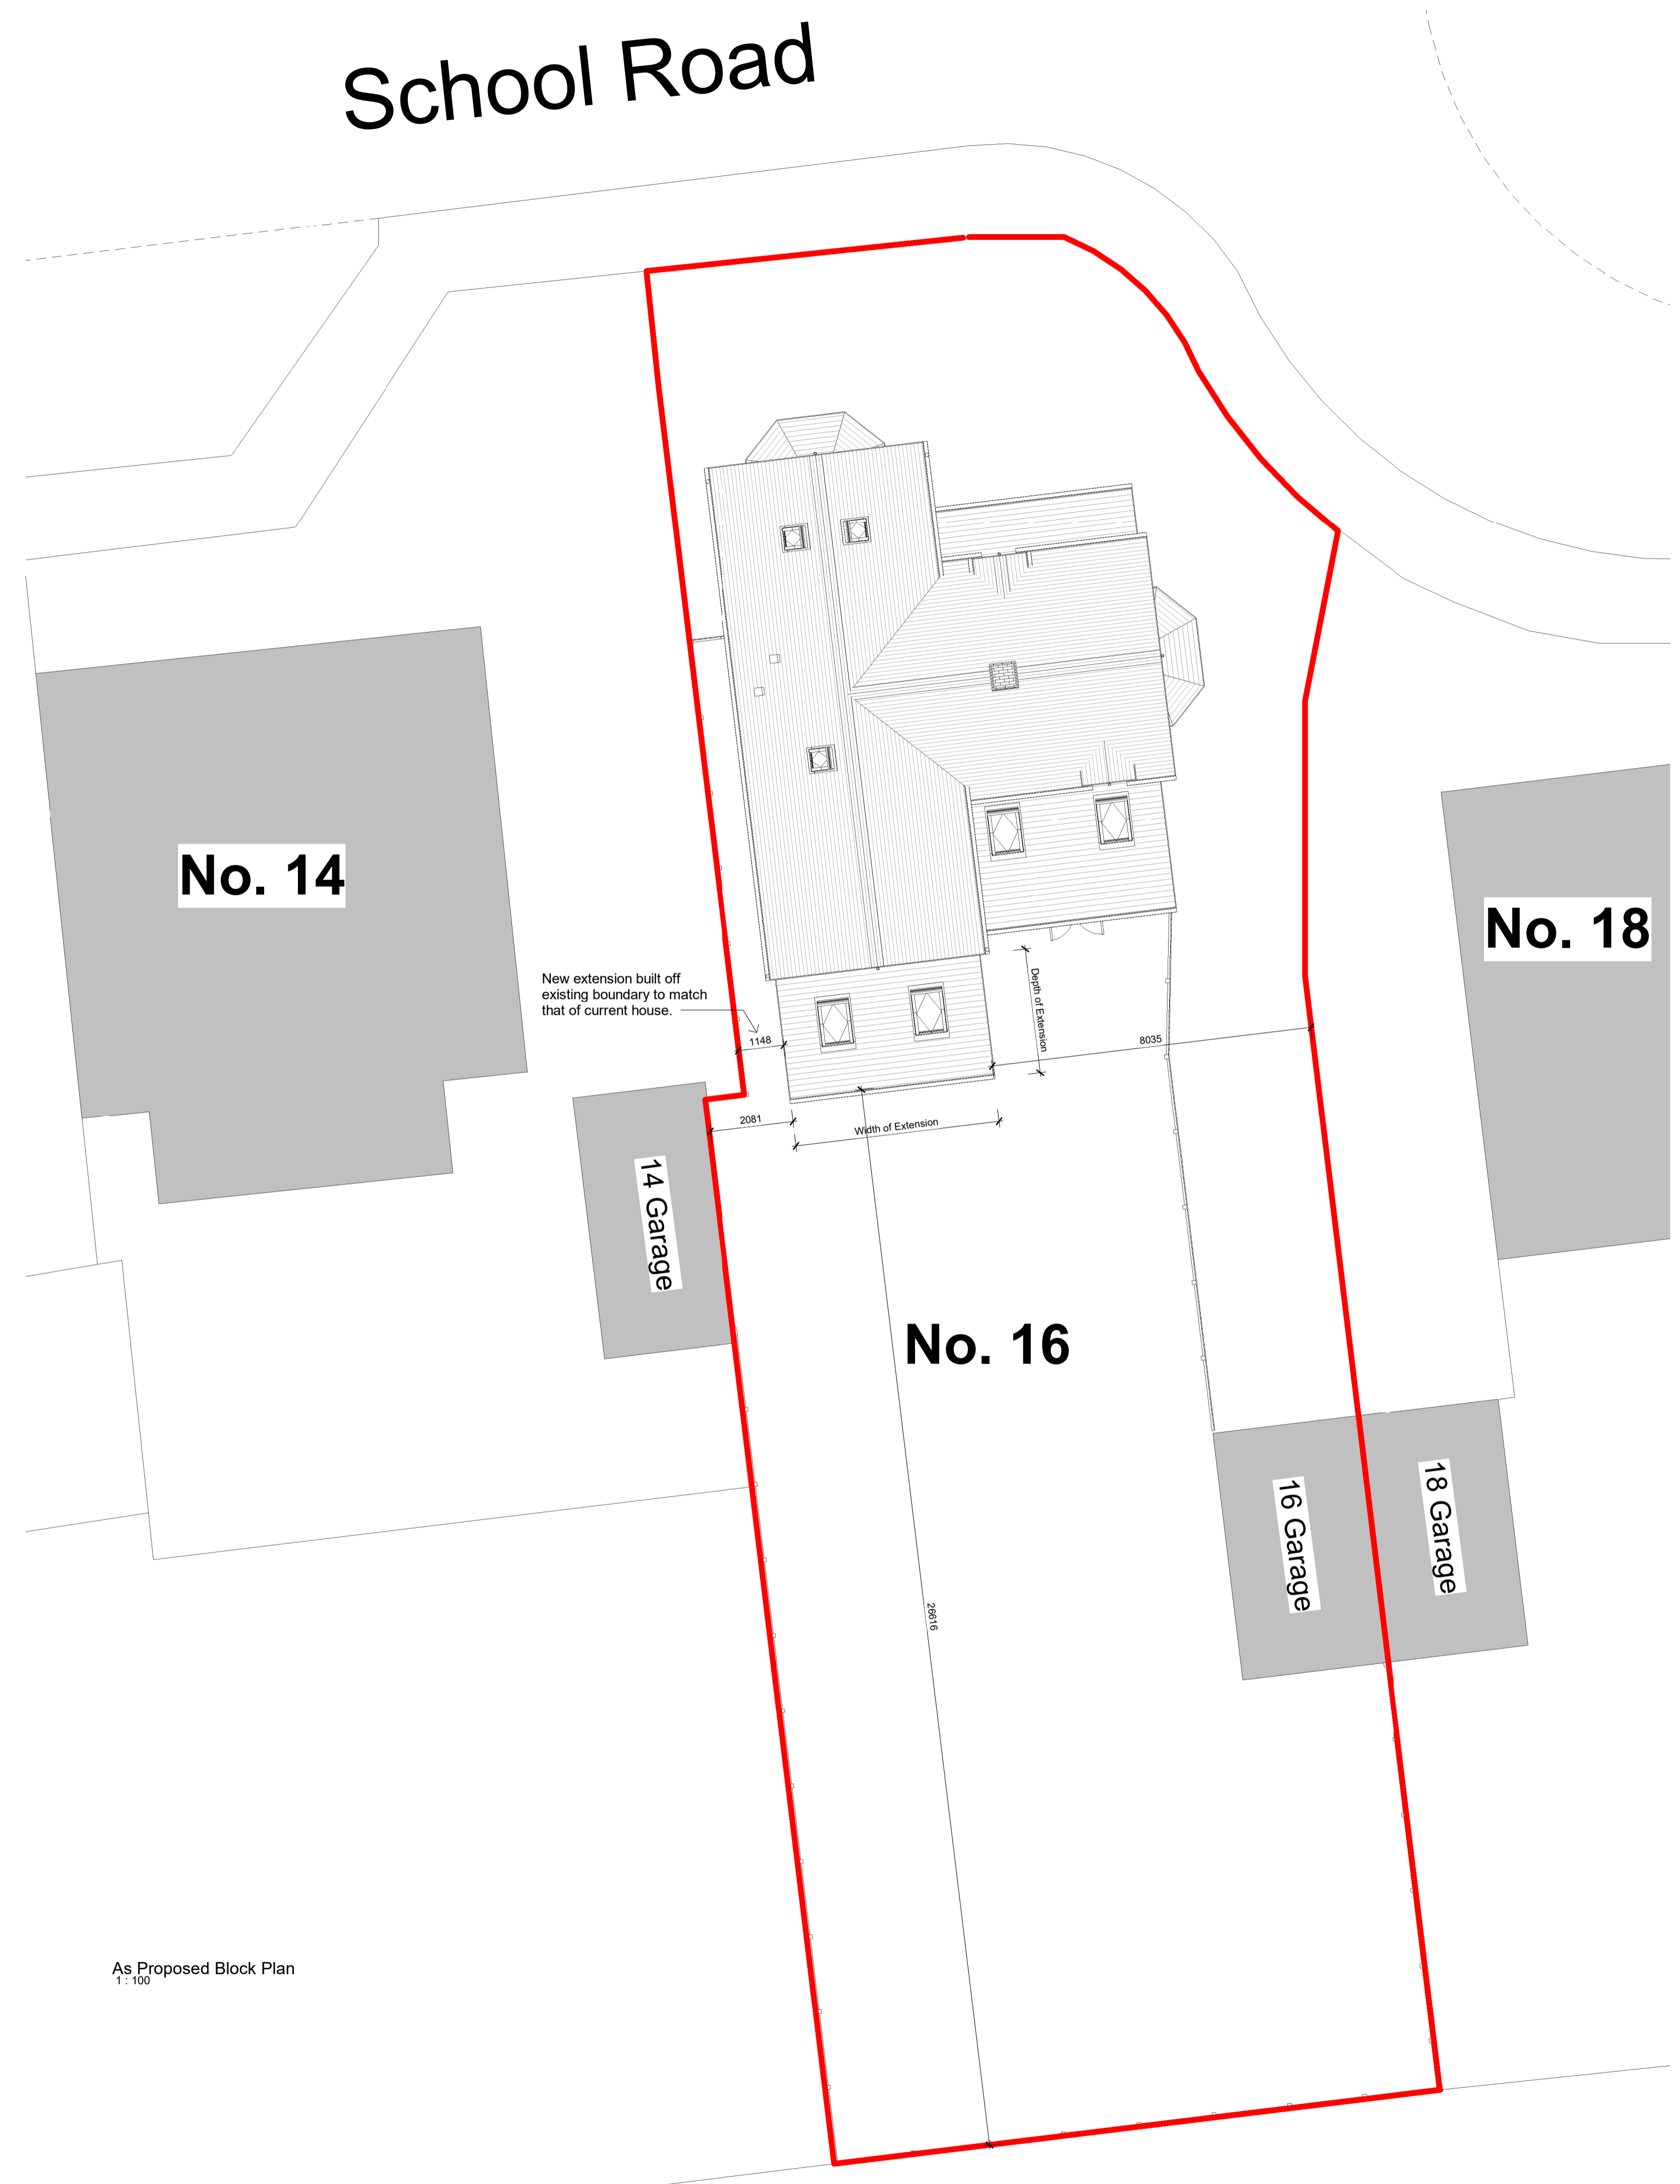 School Road
No. 14
No. 18
New extension built off
existing boundary to match
that of current house.
1148
Depth of Extension
8035
2081
Width of Extension
14 Garage
No. 16
16 Garage
18 Garage
26616
As Proposed Block Plan
1 : 100